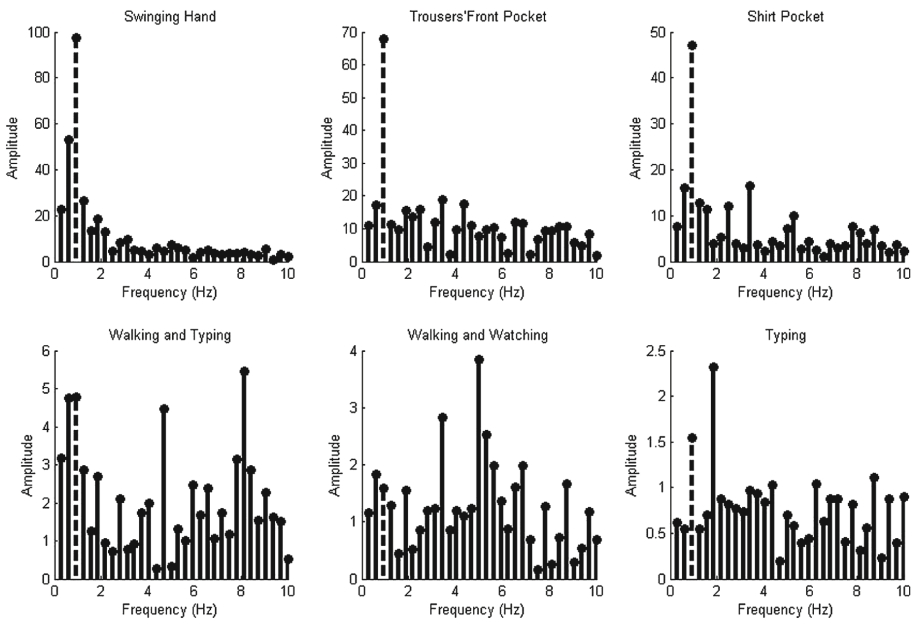 Swinging Hand
100
80
60
40
20
0
Amplitude
0 2 4 6 8 10
Frequency (Hz)
Trousers'Front Pocket
70
60
50
40
30
20
10
0
Amplitude
0 2 4 6 8 10
Frequency (Hz)
Shirt Pocket
50
40
30
20
10
0
Amplitude
0 2 4 6 8 10
Frequency (Hz)
Walking and Typing
6
5
4
3
2
1
0
Amplitude
0 2 4 6 8 10
Frequency (Hz)
Walking and Watching
4
3
2
1
0
Amplitude
0 2 4 6 8 10
Frequency (Hz)
Typing
2.5
2
1.5
1
0.5
0
Amplitude
0 2 4 6 8 10
Frequency (Hz)